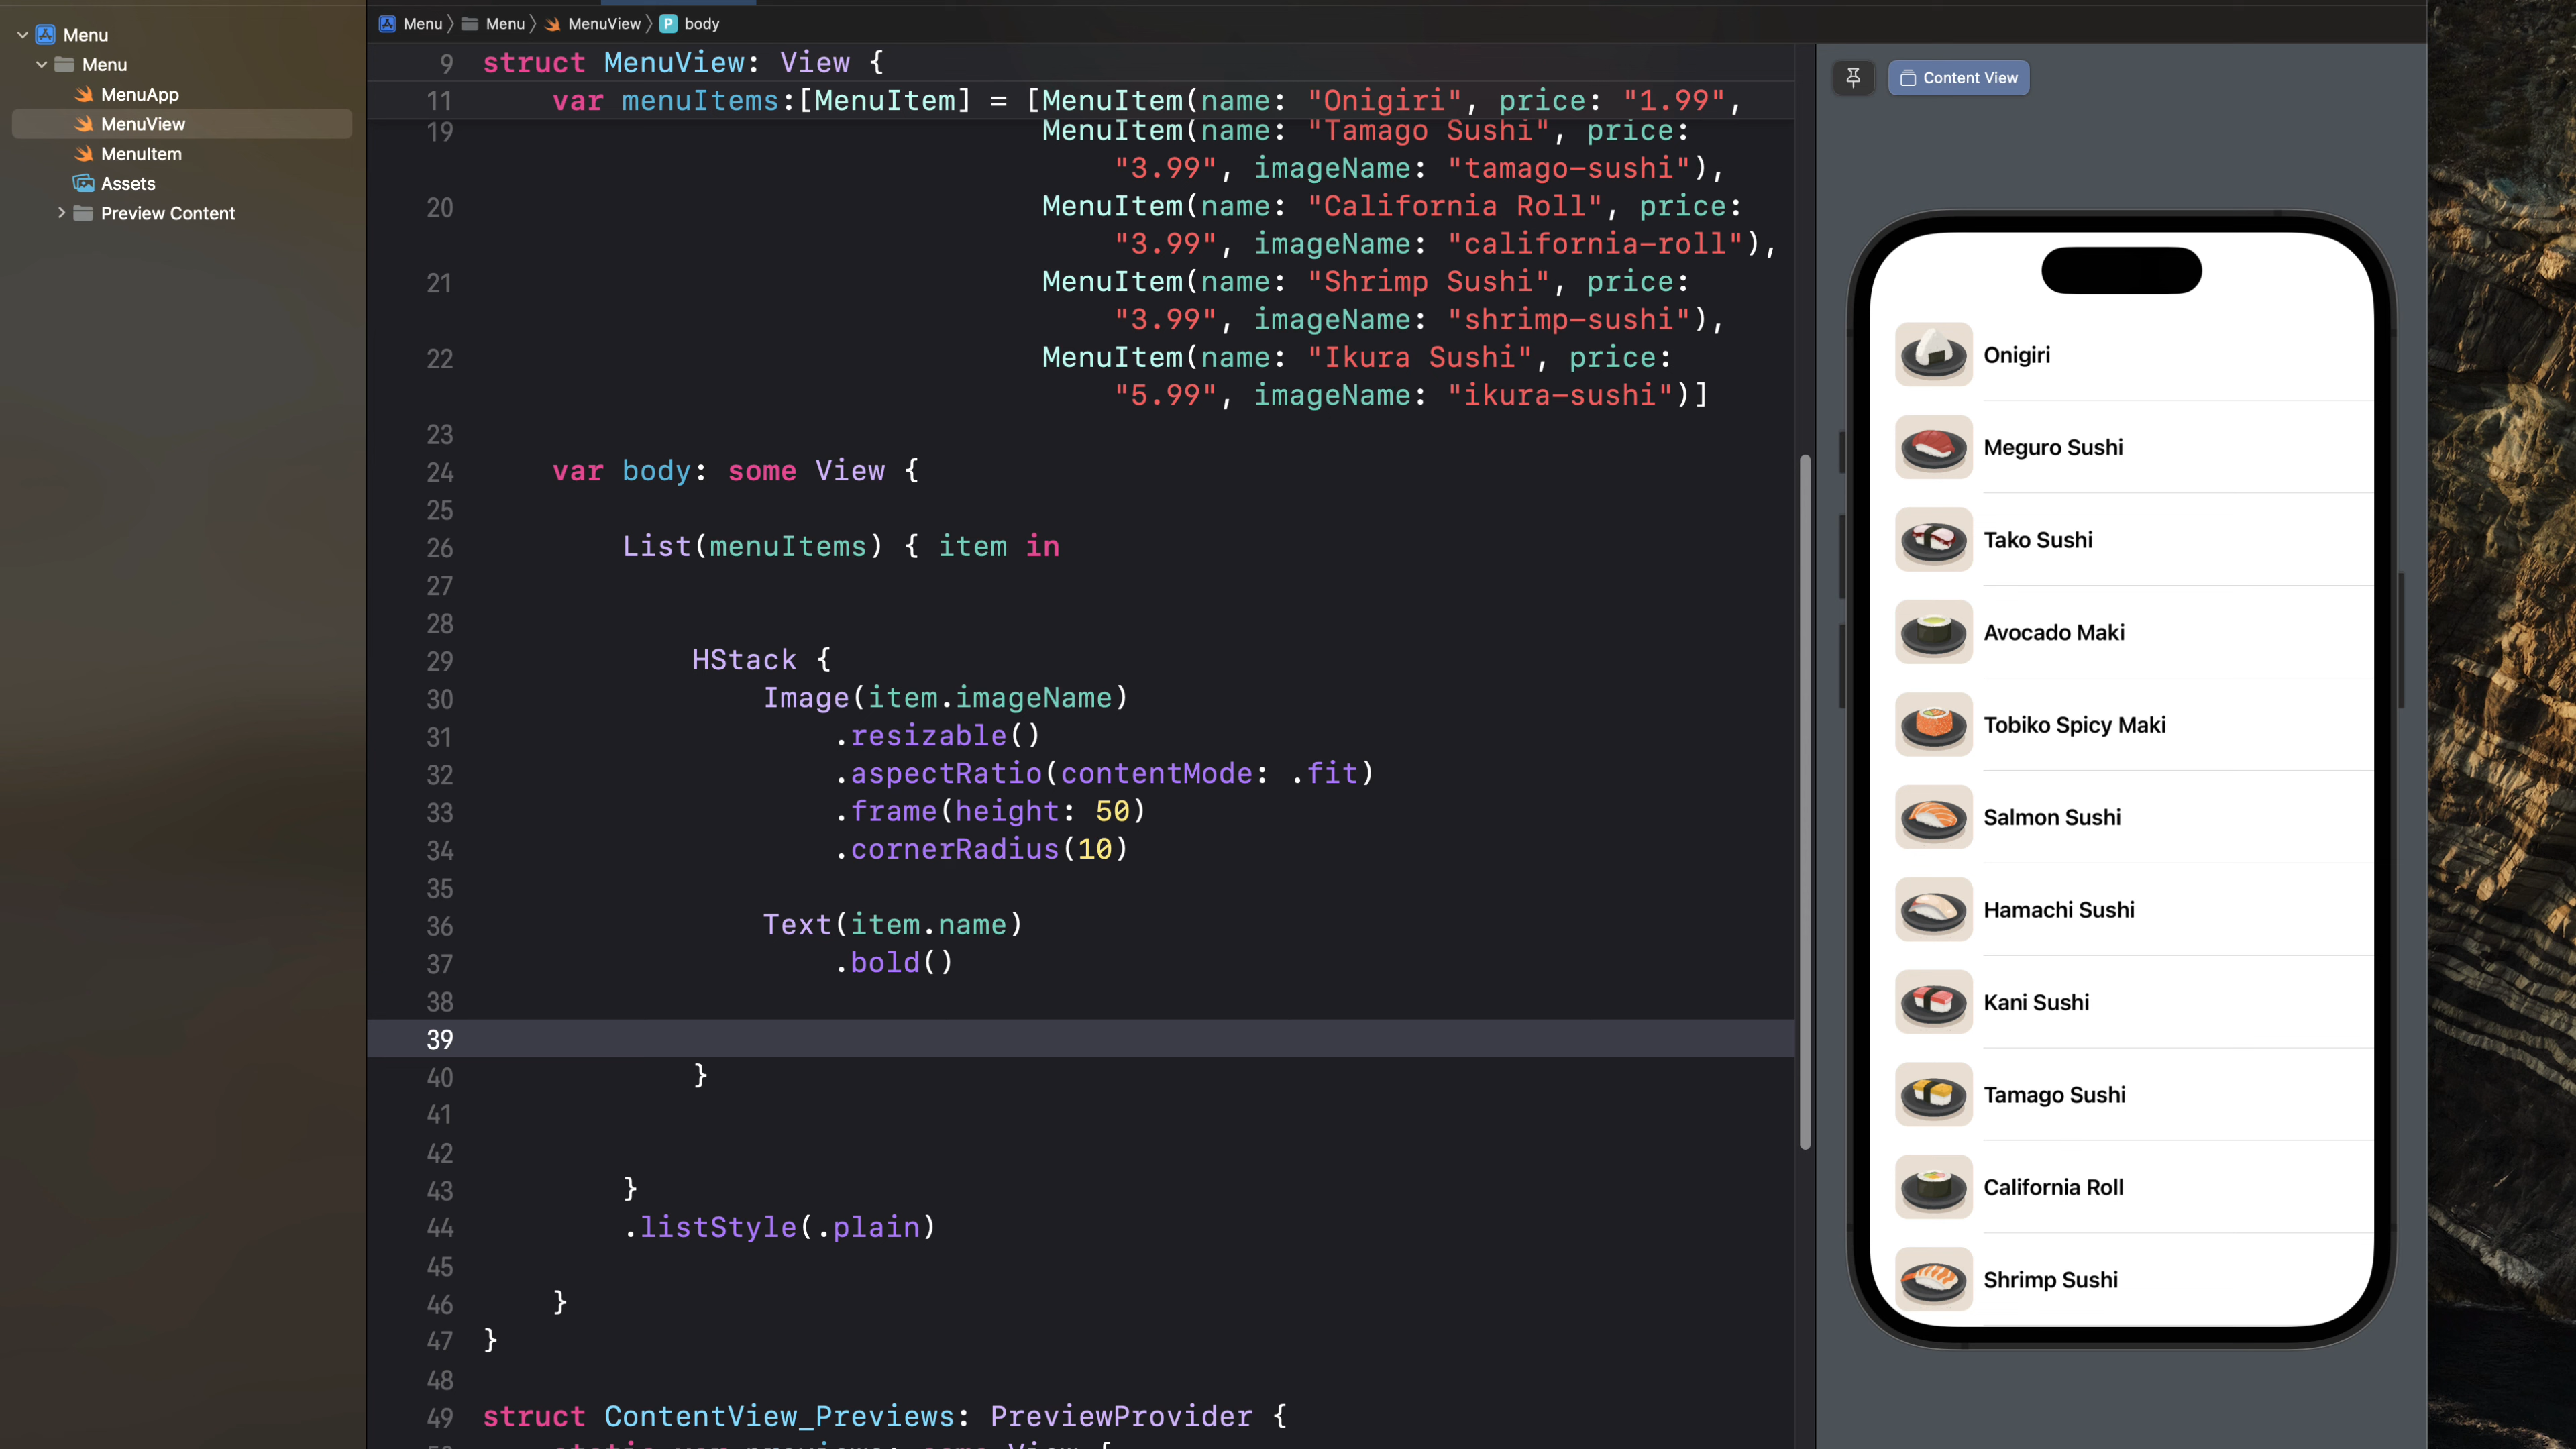 Menu
Menu
MenuApp
MenuView
MenuItem
Assets
Preview Content
Menu 〉 Menu 〉 MenuView 〉 P body
9 struct MenuView: View {
11 var menuItems:[MenuItem] = [MenuItem(name: "Onigiri", price: "1.99",
19 MenuItem(name: "Tamago Sushi", price:
"3.99", imageName: "tamago-sushi"),
20 MenuItem(name: "California Roll", price:
"3.99", imageName: "california-roll"),
21 MenuItem(name: "Shrimp Sushi", price:
"3.99", imageName: "shrimp-sushi"),
22 MenuItem(name: "Ikura Sushi", price:
"5.99", imageName: "ikura-sushi")]
23
24 var body: some View {
25
26 List(menuItems) { item in
27
28
29 HStack {
30 Image(item.imageName)
31 .resizable()
32 .aspectRatio(contentMode: .fit)
33 .frame(height: 50)
34 .cornerRadius(10)
35
36 Text(item.name)
37 .bold()
38
39
40 }
41
42
43 }
44 .listStyle(.plain)
45
46 }
47 }
48
49 struct ContentView_Previews: PreviewProvider {
Content View
Onigiri
Meguro Sushi
Tako Sushi
Avocado Maki
Tobiko Spicy Maki
Salmon Sushi
Hamachi Sushi
Kani Sushi
Tamago Sushi
California Roll
Shrimp Sushi